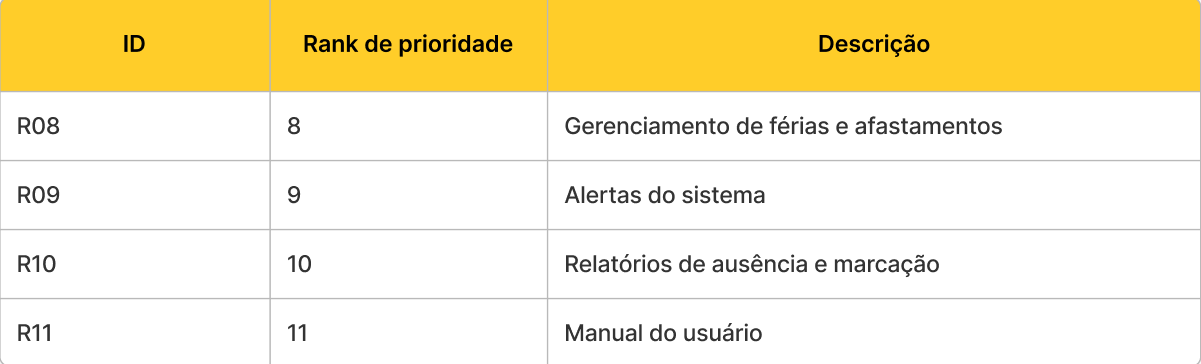 ID Rank de prioridade Descrição
R08 8 Gerenciamento de férias e afastamentos
R09 9 Alertas do sistema
R10 10 Relatórios de ausência e marcação
R11 11 Manual do usuário